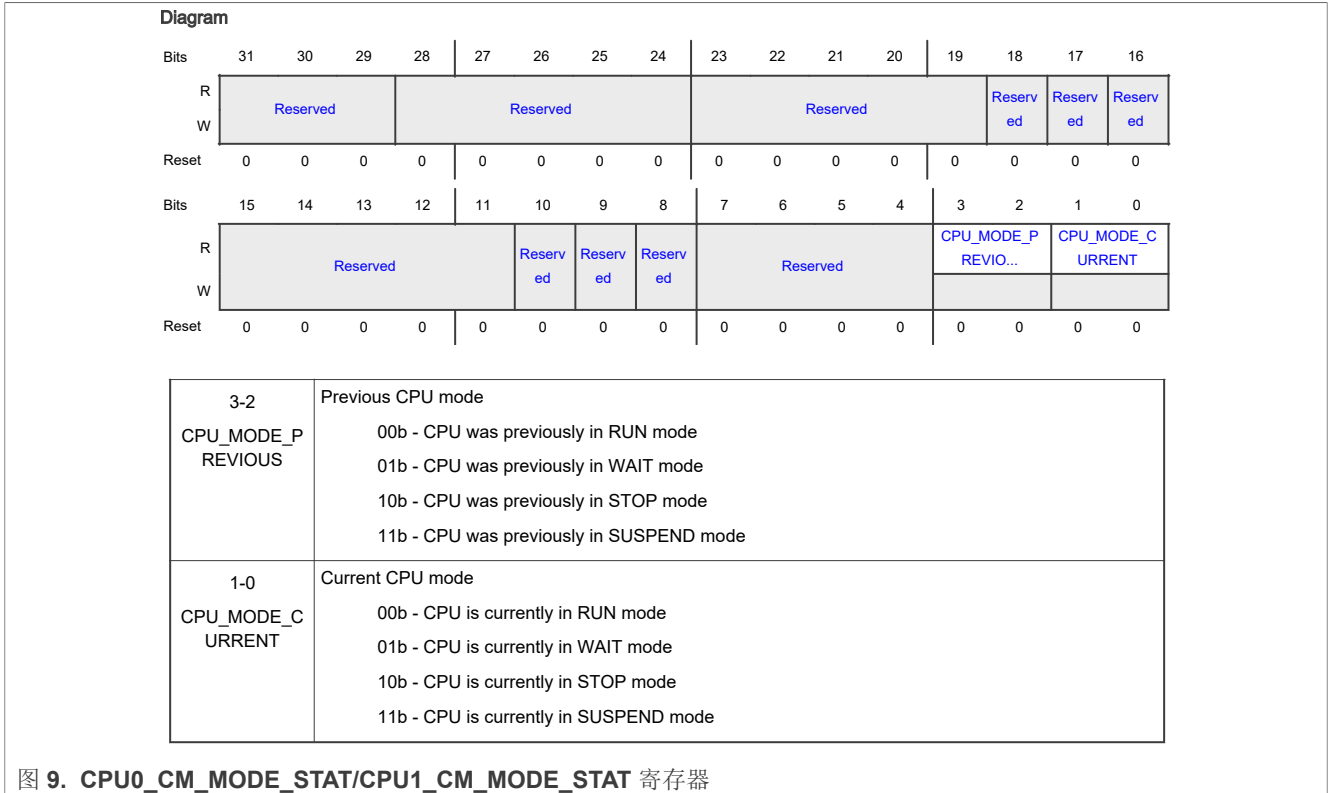 Diagram
Bits 31 30 29 28 27 26 25 24 23 22 21 20 19 18 17 16
R
W
Reserved Reserved Reserved Reserv ed Reserv ed Reserv ed
Reset 0 0 0 0 0 0 0 0 0 0 0 0 0 0 0 0
Bits 15 14 13 12 11 10 9 8 7 6 5 4 3 2 1 0
R
W
Reserved Reserv ed Reserv ed Reserv ed Reserved CPU_MODE_P REVIO... CPU_MODE_C URRENT
Reset 0 0 0 0 0 0 0 0 0 0 0 0 0 0 0 0
3-2
CPU_MODE_P
REVIOUS
Previous CPU mode
00b - CPU was previously in RUN mode
01b - CPU was previously in WAIT mode
10b - CPU was previously in STOP mode
11b - CPU was previously in SUSPEND mode
1-0
CPU_MODE_C
URRENT
Current CPU mode
00b - CPU is currently in RUN mode
01b - CPU is currently in WAIT mode
10b - CPU is currently in STOP mode
11b - CPU is currently in SUSPEND mode
图 9. CPU0_CM_MODE_STAT/CPU1_CM_MODE_STAT 寄存器